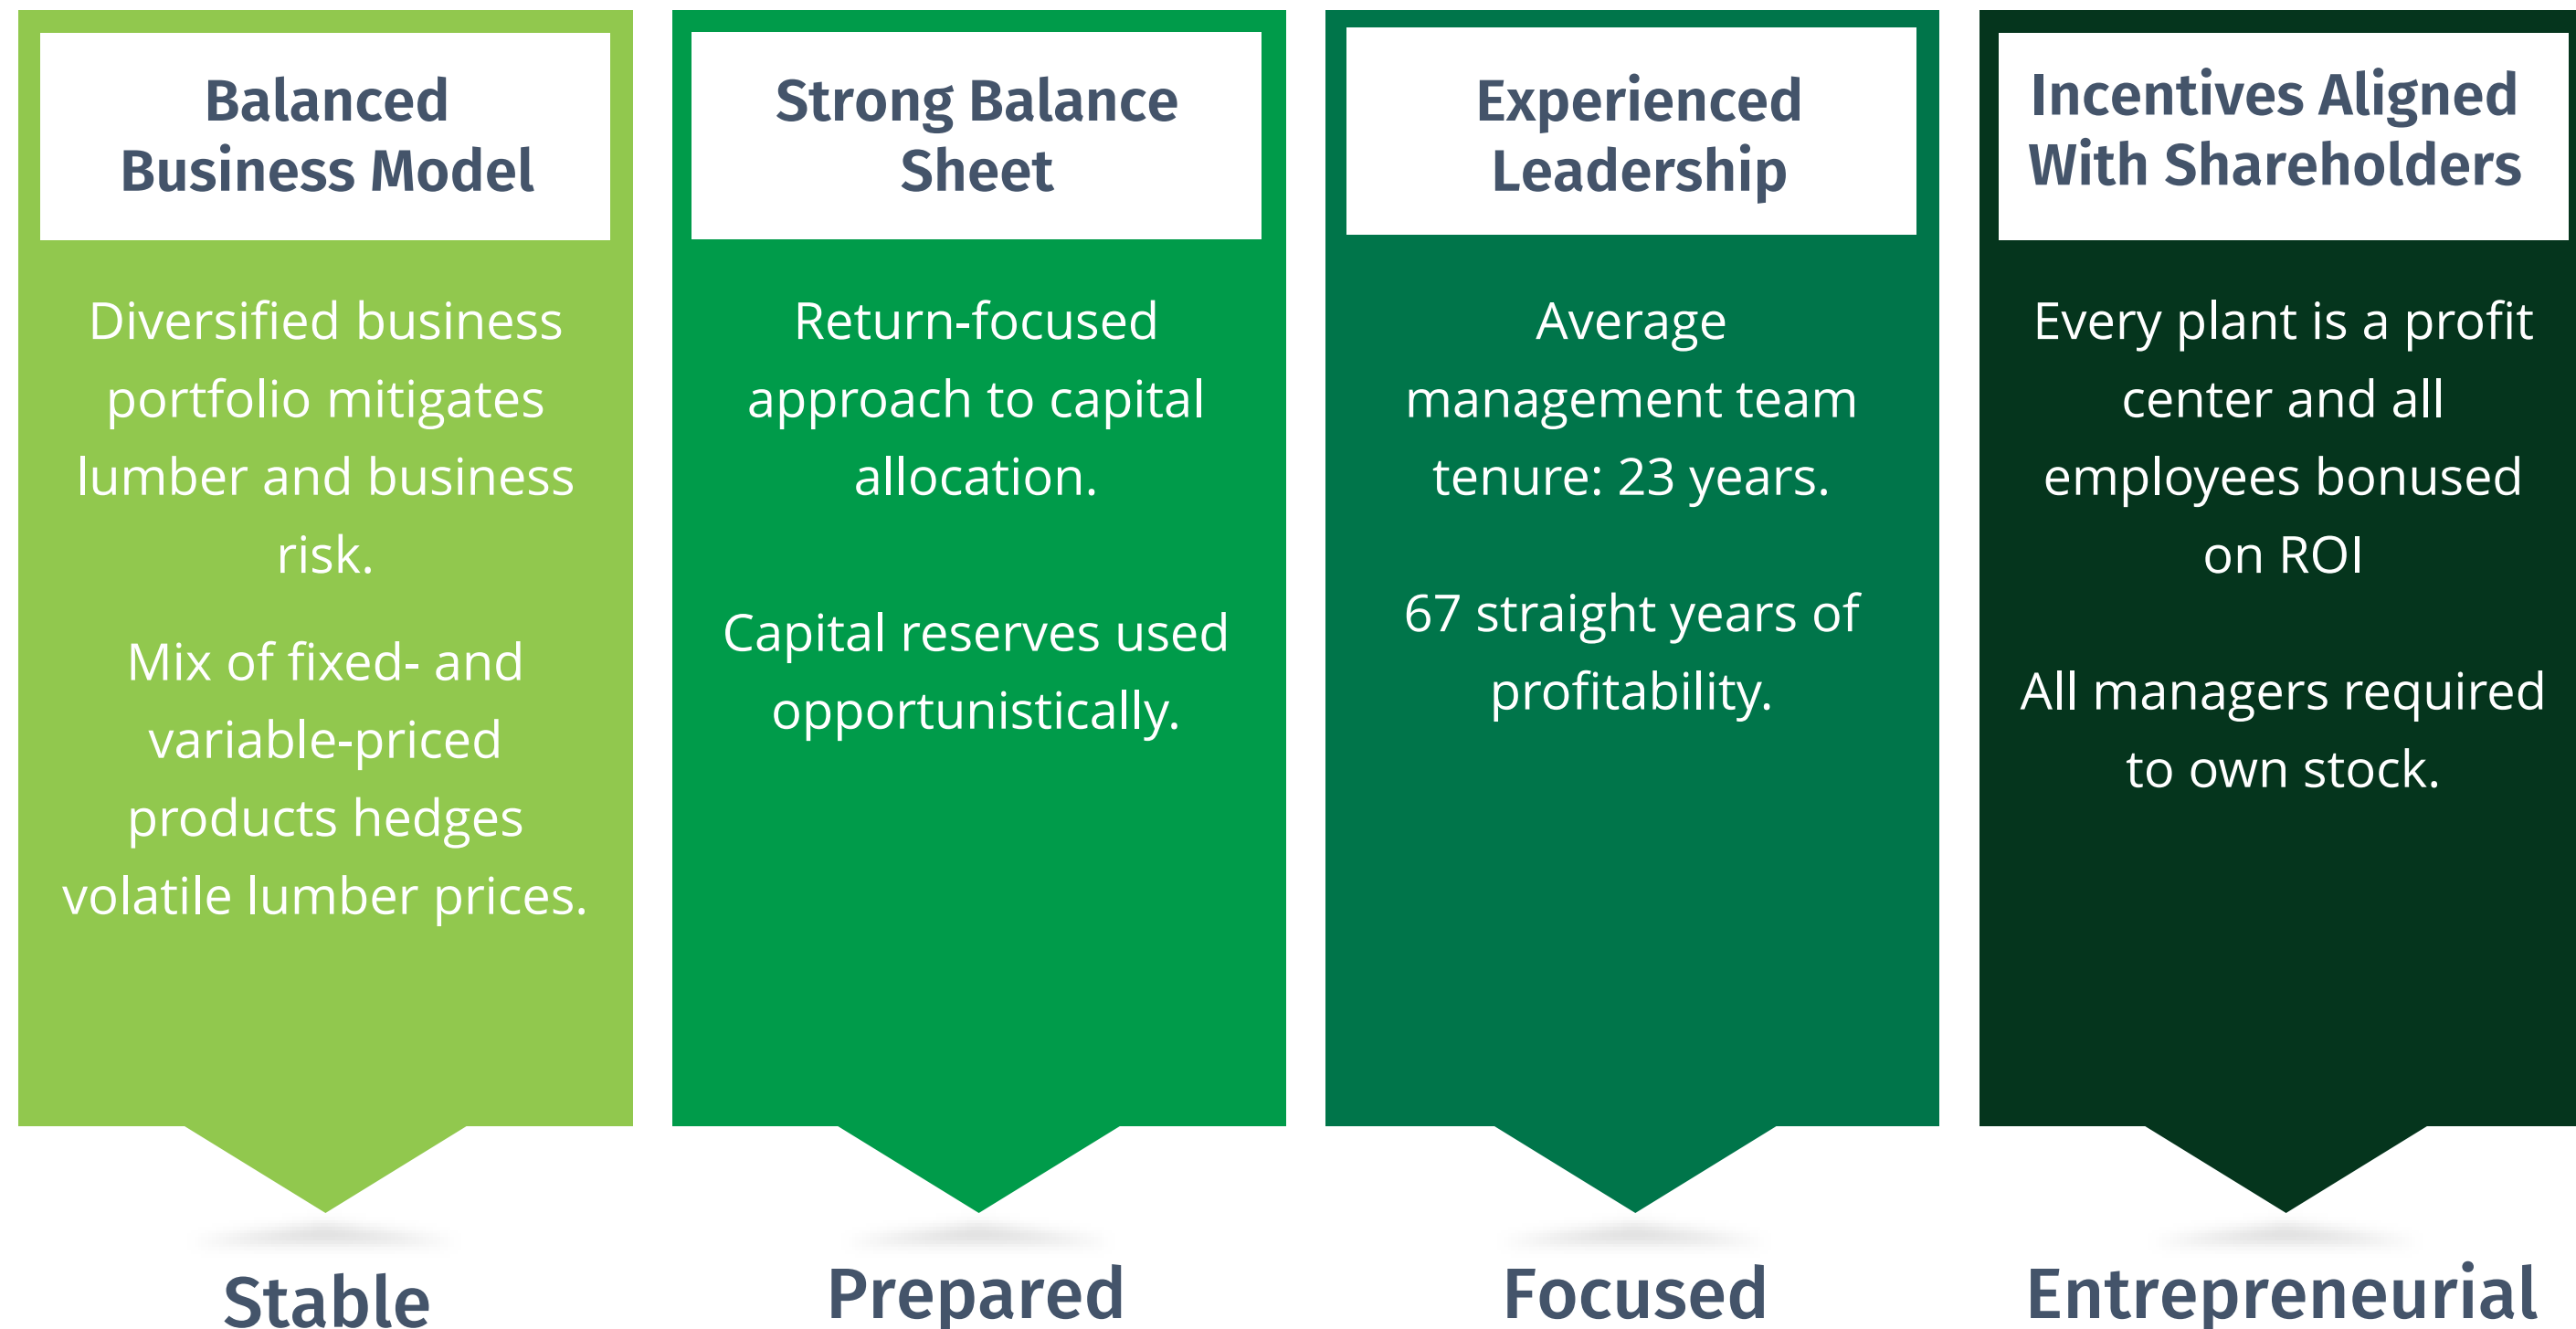 Balanced
Business Model
Diversified business
portfolio mitigates
lumber and business
risk.
Mix of fixed- and
variable-priced
products hedges
volatile lumber prices.
Stable
Strong Balance
Sheet
Return-focused
approach to capital
allocation.
Capital reserves used
opportunistically.
Prepared
Experienced
Leadership
Average
management team
tenure: 23 years.
67 straight years of
profitability.
Focused
Incentives Aligned
With Shareholders
Every plant is a profit
center and all
employees bonused
on ROI
All managers required
to own stock.
Entrepreneurial